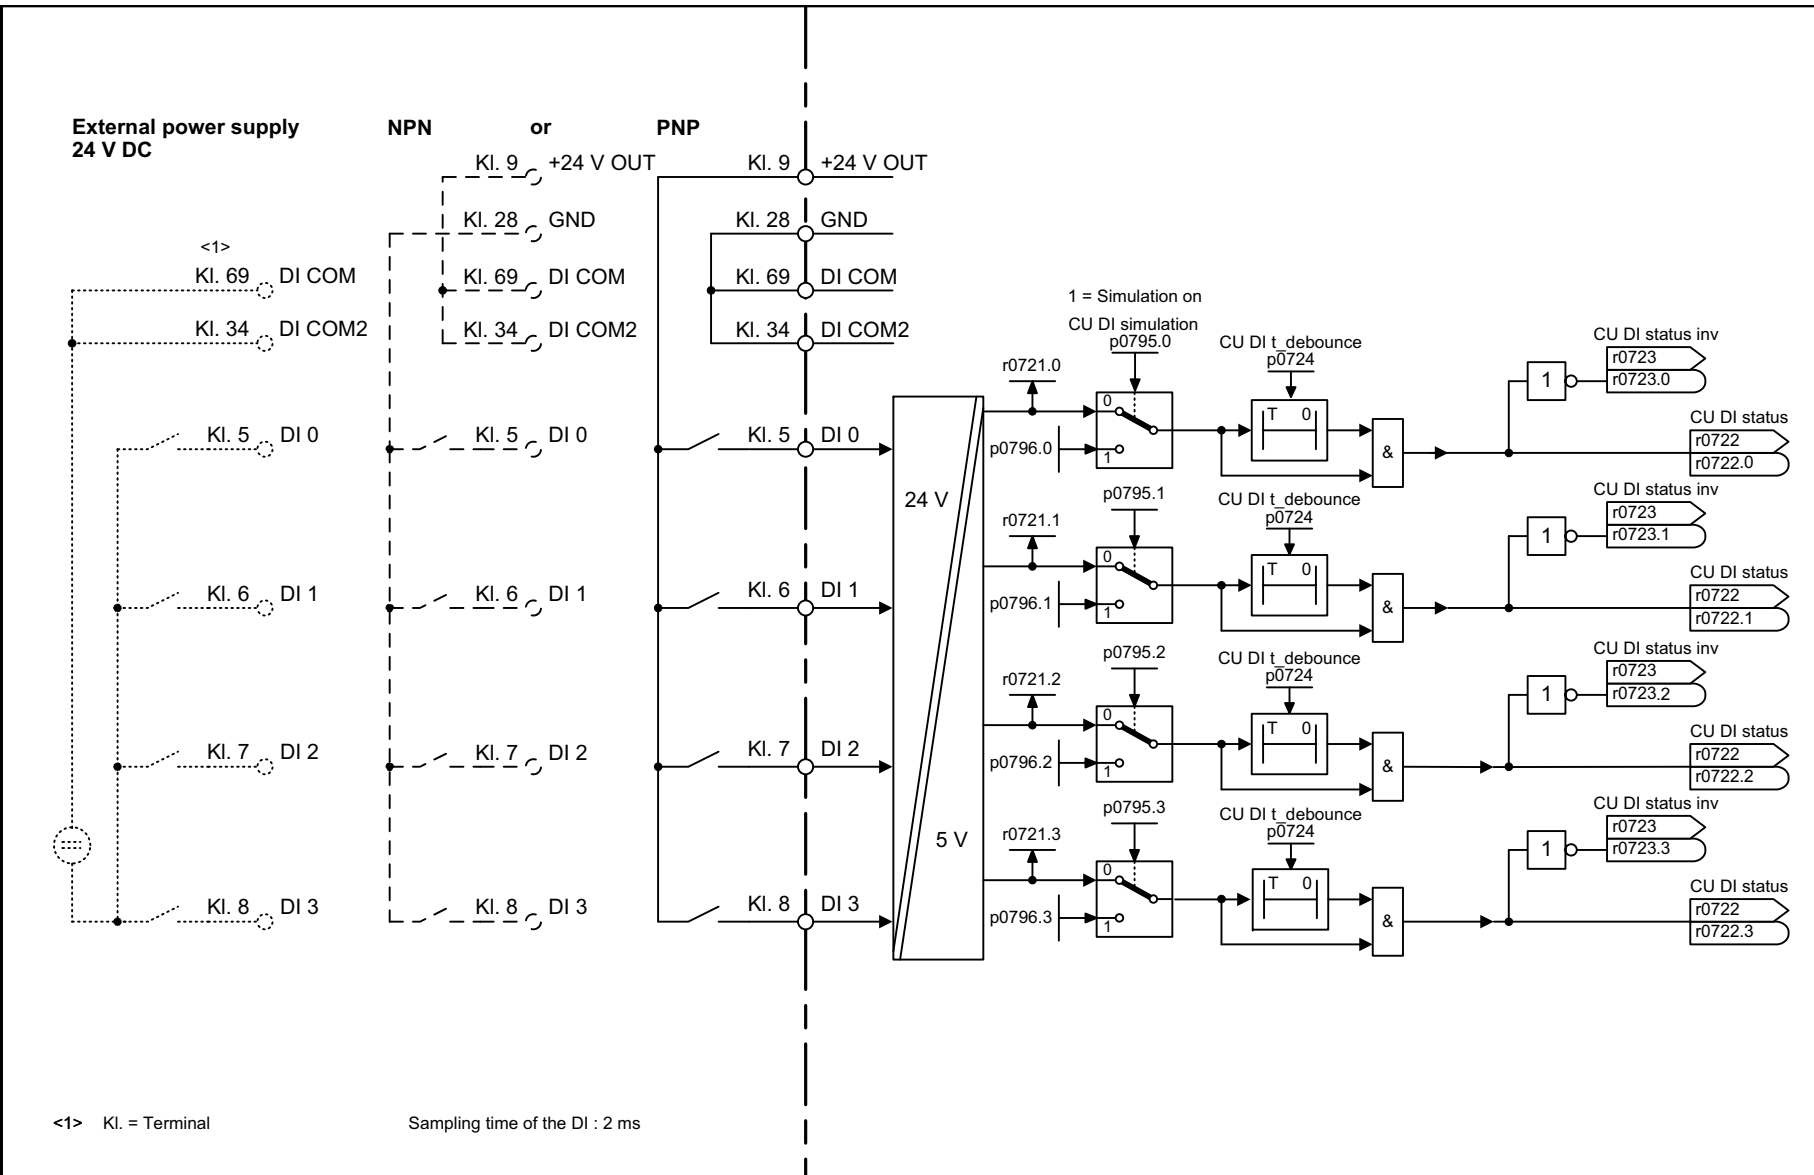 External power supply
24 V DC
NPN or PNP
Kl. 9 +24 V OUT
Kl. 9 +24 V OUT
Kl. 28 GND
Kl. 28 GND
<1>
Kl. 69 DI COM
Kl. 69 DI COM
Kl. 69 DI COM
Kl. 34 DI COM2
Kl. 34 DI COM2
Kl. 34 DI COM2
1 = Simulation on
CU DI simulation
p0795.0
CU DI t_debounce
p0724
r0721.0
0
p0796.0
1
T 0
&
1
CU DI status inv
r0723
r0723.0
CU DI status
r0722
r0722.0
Kl. 5 DI 0
Kl. 5 DI 0
Kl. 5 DI 0
24 V
p0795.1
CU DI t_debounce
p0724
r0721.1
0
p0796.1
1
T 0
&
1
CU DI status inv
r0723
r0723.1
CU DI status
r0722
r0722.1
Kl. 6 DI 1
Kl. 6 DI 1
Kl. 6 DI 1
p0795.2
CU DI t_debounce
p0724
r0721.2
0
p0796.2
1
T 0
&
1
CU DI status inv
r0723
r0723.2
CU DI status
r0722
r0722.2
Kl. 7 DI 2
Kl. 7 DI 2
Kl. 7 DI 2
5 V
p0795.3
CU DI t_debounce
p0724
r0721.3
0
p0796.3
1
T 0
&
1
CU DI status inv
r0723
r0723.3
CU DI status
r0722
r0722.3
Kl. 8 DI 3
Kl. 8 DI 3
Kl. 8 DI 3
<1> Kl. = Terminal
Sampling time of the DI : 2 ms